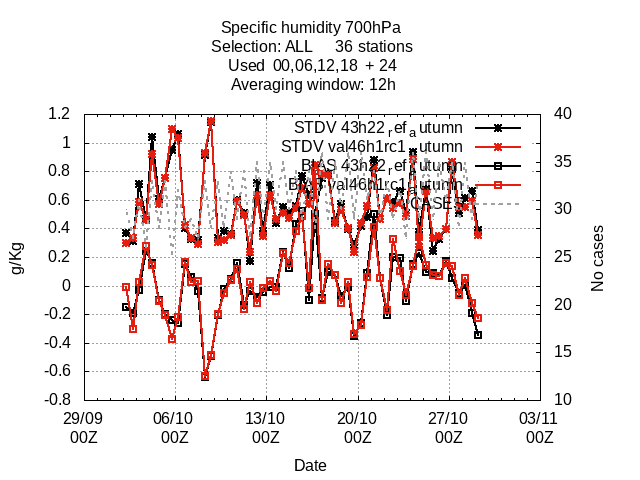 Specific humidity 700hPa
Selection: ALL 36 stations
Used 00,06,12,18 + 24
Averaging window: 12h
STDV 43h22_ref_autumn
STDV val46h1rc1_autumn
BIAS 43h22_ref_autumn
BIAS val46h1rc1_autumn
CASES
1.2
1
0.8
0.6
0.4
0.2
0
-0.2
-0.4
-0.6
-0.8
40
35
30
25
20
15
10
g/Kg
No cases
29/09 06/10 13/10 20/10 27/10 03/11
00Z 00Z 00Z 00Z 00Z 00Z
Date